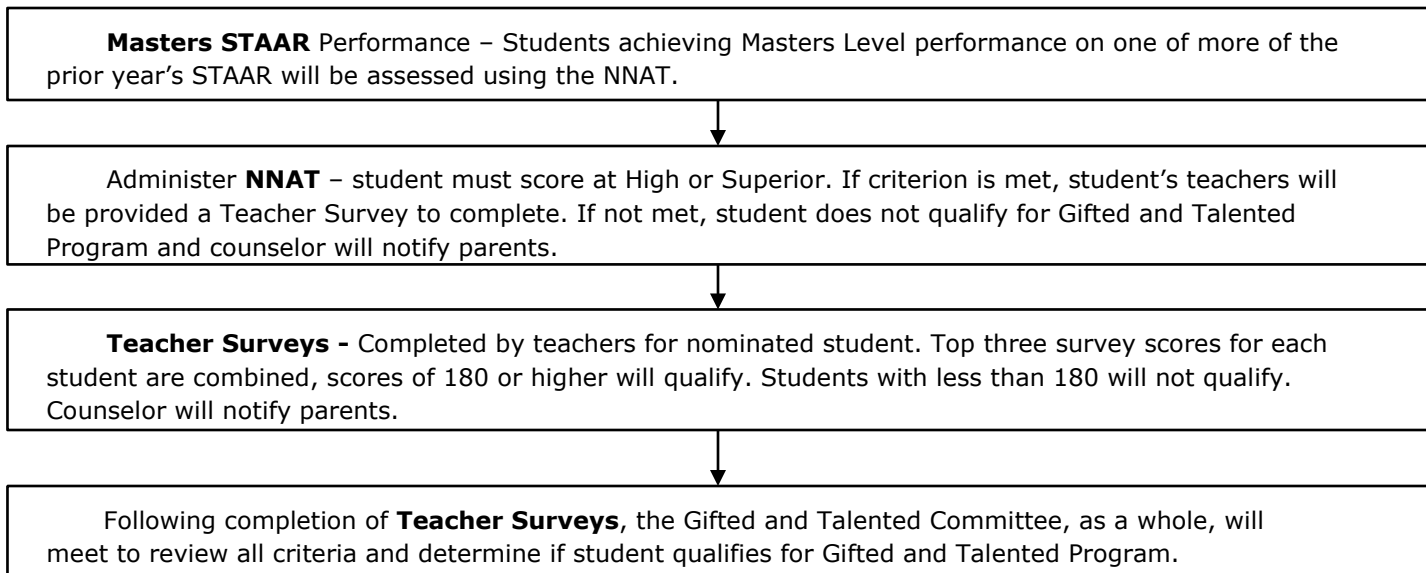 Masters STAAR Performance – Students achieving Masters Level performance on one of more of the
prior year's STAAR will be assessed using the NNAT.
Administer NNAT – student must score at High or Superior. If criterion is met, student's teachers will
be provided a Teacher Survey to complete. If not met, student does not qualify for Gifted and Talented
Program and counselor will notify parents.
Teacher Surveys - Completed by teachers for nominated student. Top three survey scores for each
student are combined, scores of 180 or higher will qualify. Students with less than 180 will not qualify.
Counselor will notify parents.
Following completion of Teacher Surveys, the Gifted and Talented Committee, as a whole, will
meet to review all criteria and determine if student qualifies for Gifted and Talented Program.